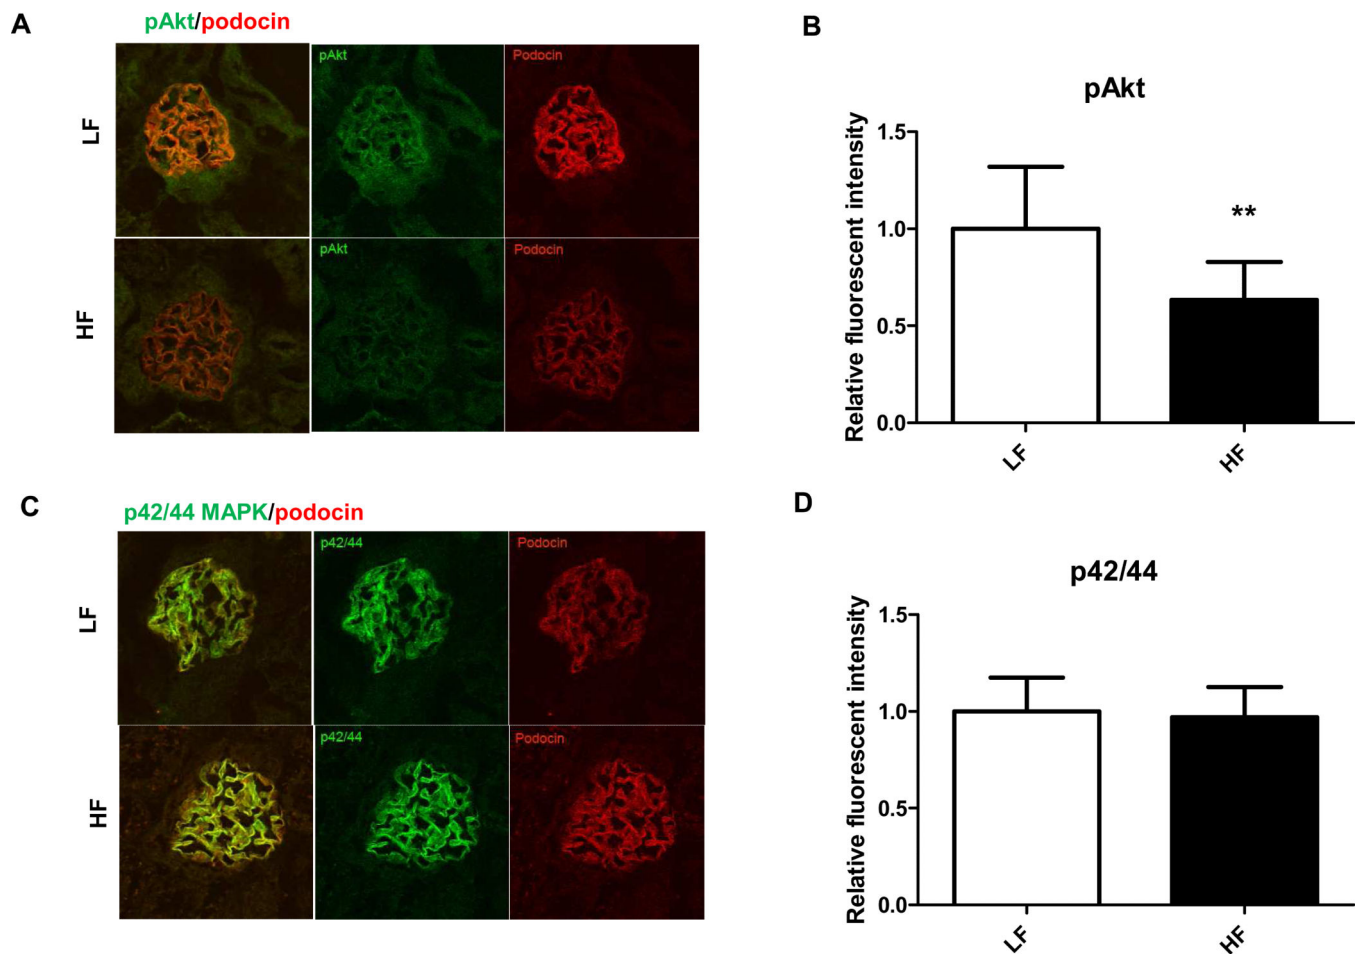 A
pAkt/podocin
LF
pAkt
Podocin
HF
pAkt
Podocin
B
pAkt
Relative fluorescent intensity
1.5
1.0
0.5
0.0
**
LF
HF
C
p42/44 MAPK/podocin
LF
p42/44
Podocin
HF
p42/44
Podocin
D
p42/44
Relative fluorescent intensity
1.5
1.0
0.5
0.0
LF
HF